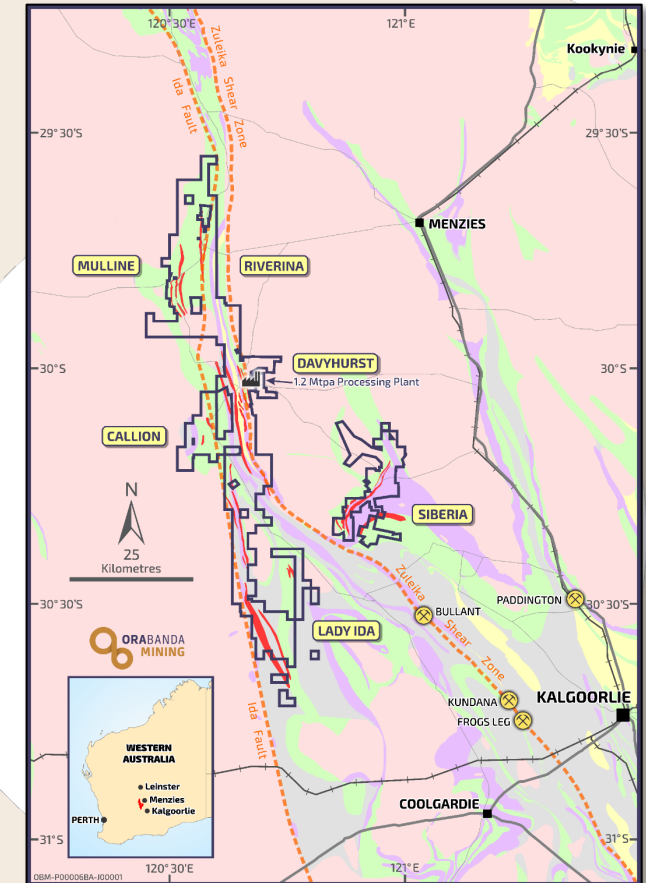 120°30'E
121°E
Kookynie
Zuleika Shear Zone
Ida Fault
29°30'S
29°30'S
MENZIES
MULLINE
RIVERINA
30°S
30°S
DAVYHURST
1.2 Mtpa Processing Plant
CALLION
N
25
Kilometres
SIBERIA
Zuleika Shear Zone
PADDINGTON
BULLANT
30°30'S
30°30'S
LADY IDA
ORABANDA
MINING
KUNDANA
KALGOORLIE
FROGS LEG
Ida Fault
WESTERN
AUSTRALIA
Leinster
Menzies
Kalgoorlie
PERTH
COOLGARDIE
31°S
31°S
120°30'E
121°E
OBM-P00006BA-J00001